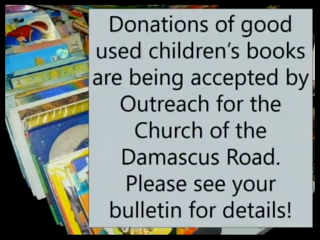 Donations of good
used children's books
are being accepted by
Outreach for the
Church of the
Damascus Road.
Please see your
bulletin for details!